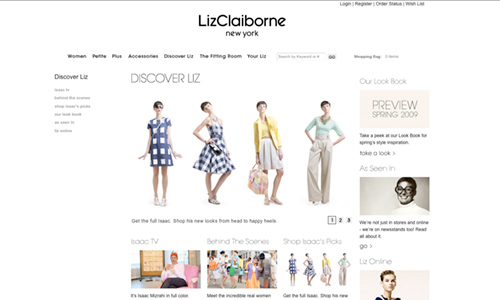 Login | Register | Order Status | Wish List
LizClaiborne
new york
Women Petite Plus Accessories Discover Liz The Fitting Room Your Liz
Search by Keyword or # GO
Shopping Bag: 0 items
Discover Liz
isaac tv
behind the scenes
shop isaac's picks
our look book
as seen in
liz online
DISCOVER LIZ
Get the full Isaac. Shop his new looks from head to happy heels.
1 2 3
Isaac TV
It's Isaac Mizrahi in full color
Behind The Scenes
Meet the incredible real women
Shop Isaac's Picks
Get the full Isaac. Shop his
Our Look Book
PREVIEW
SPRING 2009
Take a peek at our Look Book for
spring's style inspiration.
take a look >
As Seen In
We're not just in stores and online
- we're on newsstands too! Read
all about it.
go >
Liz Online